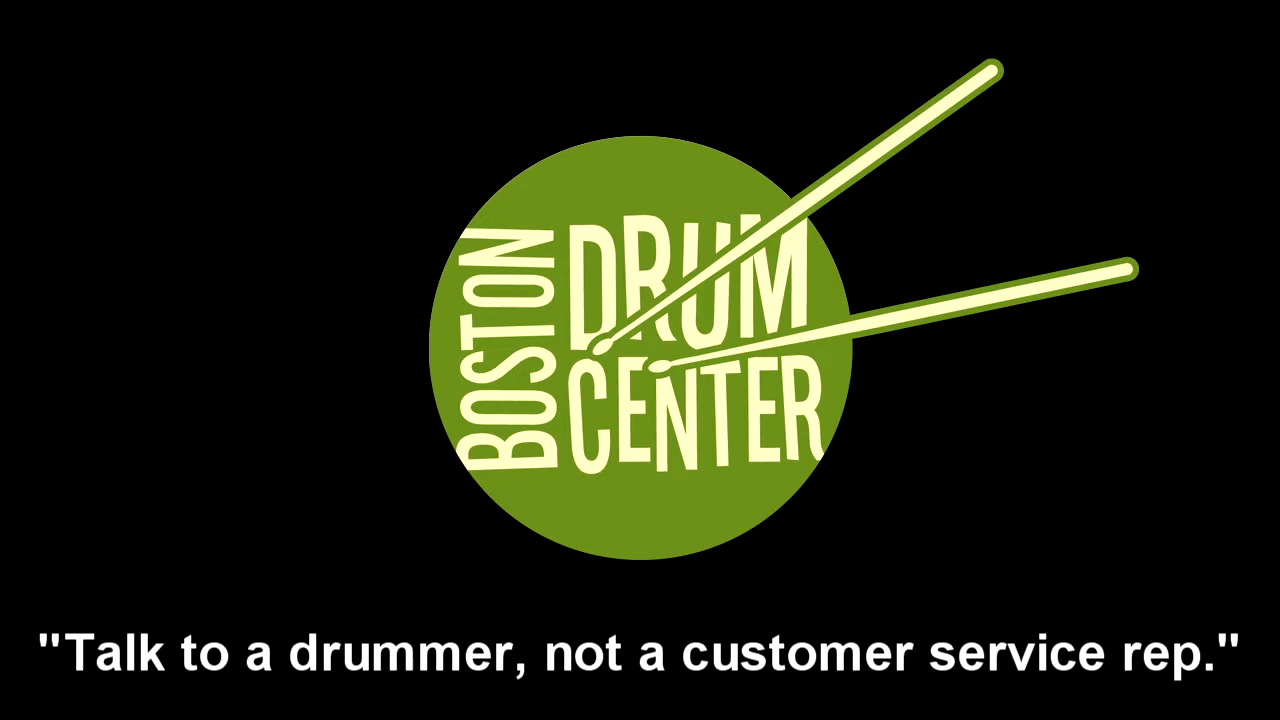 BOSTON
DRUM
CENTER
"Talk to a drummer, not a customer service rep."